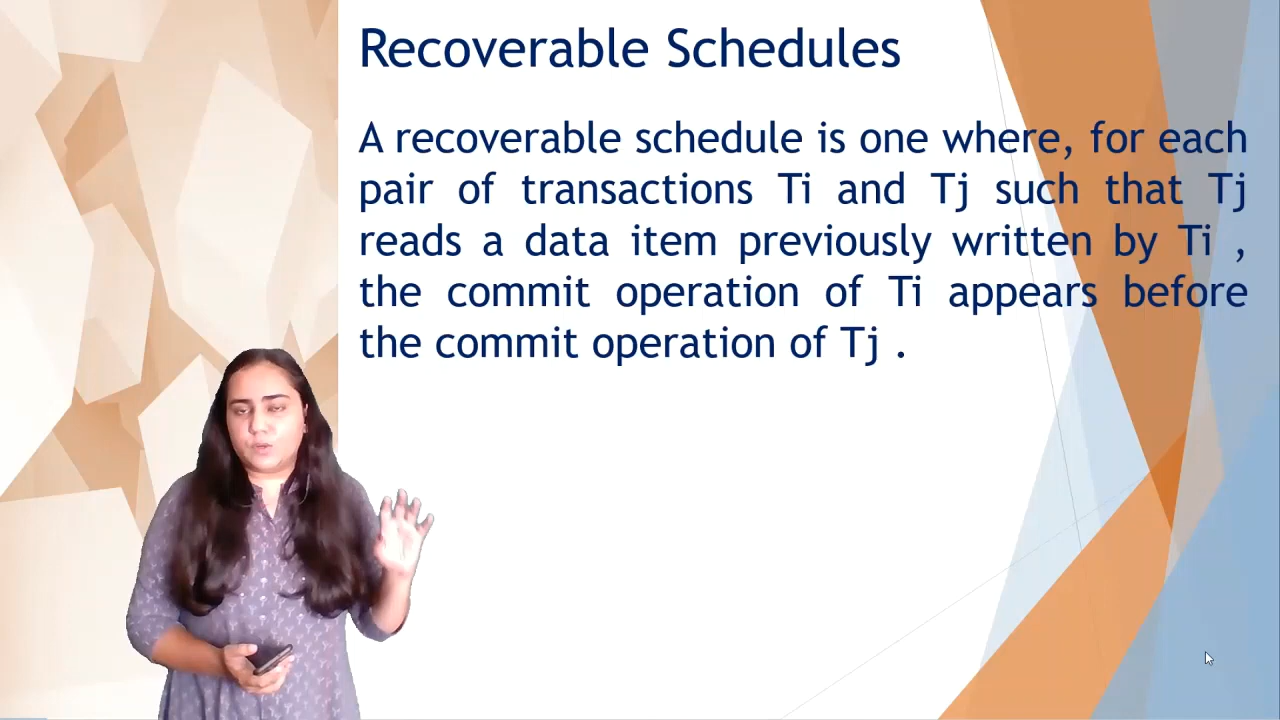 Recoverable Schedules
A recoverable schedule is one where, for each
pair of transactions Ti and Tj such that Tj
reads a data item previously written by Ti ,
the commit operation of Ti appears before
the commit operation of Tj .